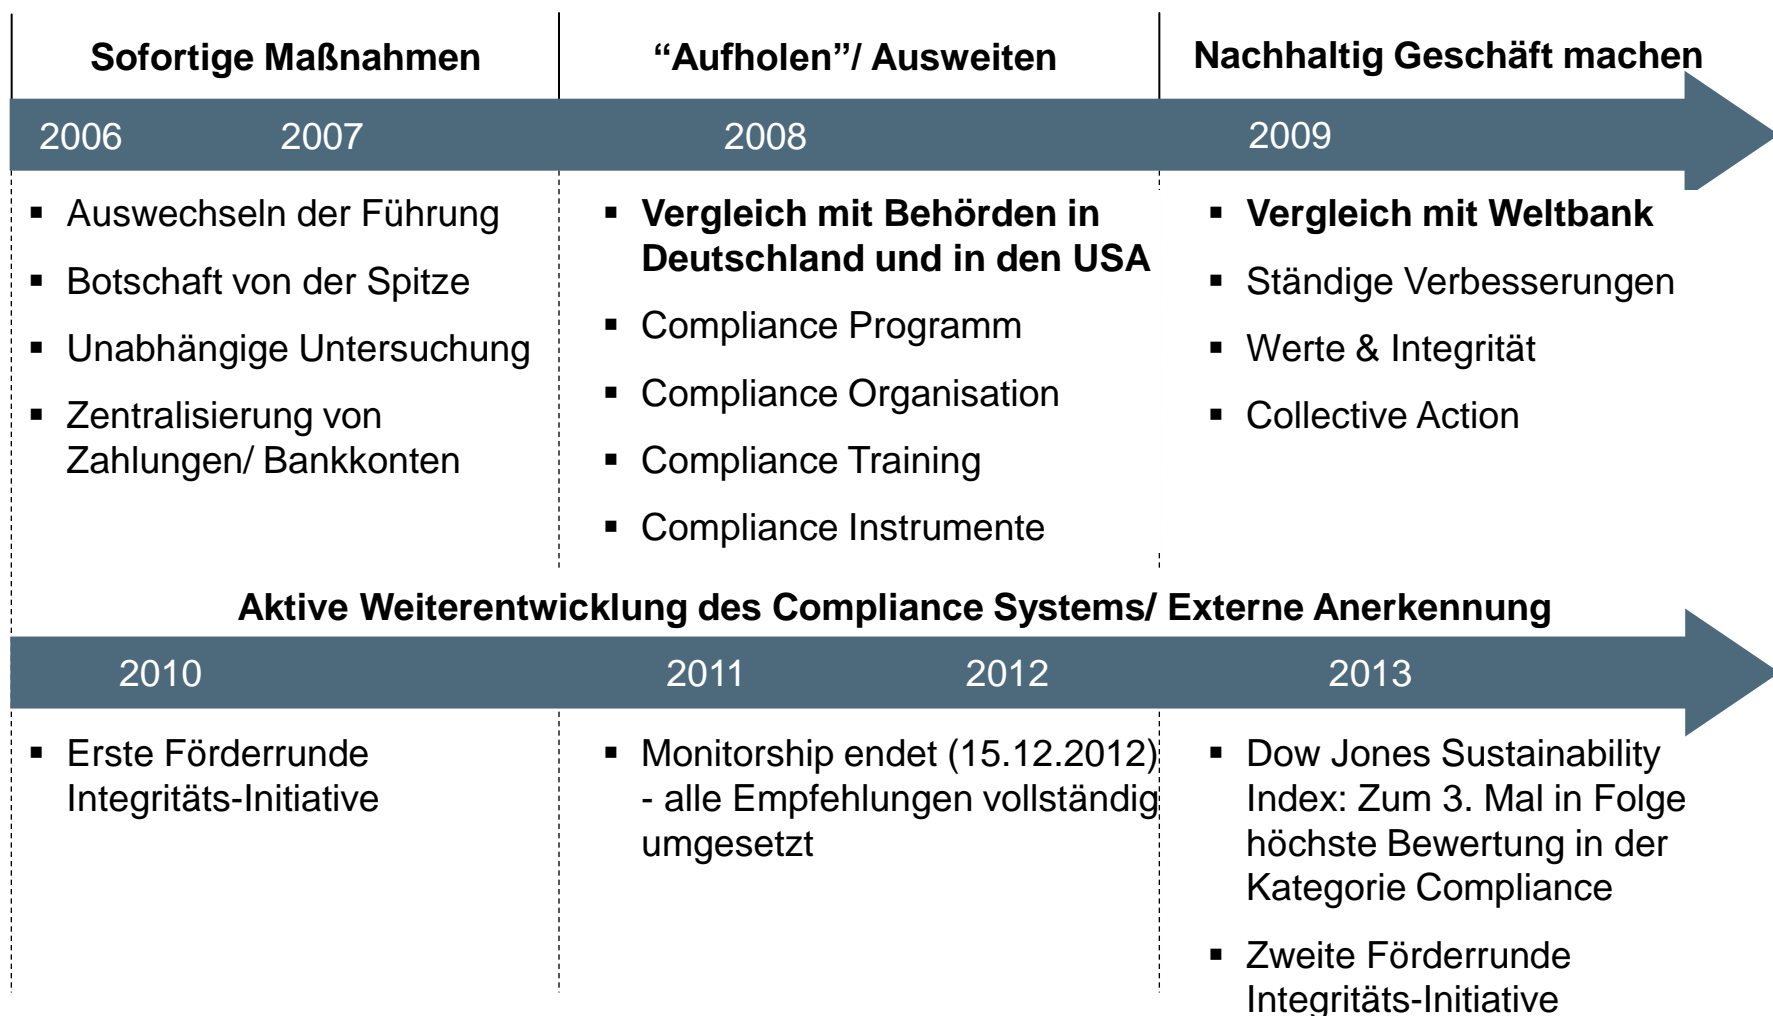 Sofortige Maßnahmen
“Aufholen”/ Ausweiten
Nachhaltig Geschäft machen
2006 2007 2008 2009
▪ Auswechseln der Führung
▪ Botschaft von der Spitze
▪ Unabhängige Untersuchung
▪ Zentralisierung von
Zahlungen/ Bankkonten
▪ Vergleich mit Behörden in
Deutschland und in den USA
▪ Compliance Programm
▪ Compliance Organisation
▪ Compliance Training
▪ Compliance Instrumente
▪ Vergleich mit Weltbank
▪ Ständige Verbesserungen
▪ Werte & Integrität
▪ Collective Action
Aktive Weiterentwicklung des Compliance Systems/ Externe Anerkennung
2010 2011 2012 2013
▪ Erste Förderrunde
Integritäts-Initiative
▪ Monitorship endet (15.12.2012)
- alle Empfehlungen vollständig
umgesetzt
▪ Dow Jones Sustainability
Index: Zum 3. Mal in Folge
höchste Bewertung in der
Kategorie Compliance
▪ Zweite Förderrunde
Integritäts-Initiative